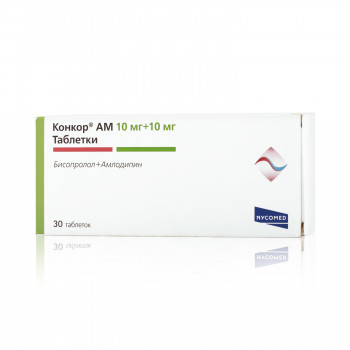 Конкор® АМ 10 мг+10 мг
Таблетки
Бисопролол+Амлодипин
30 таблеток
NYCOMED